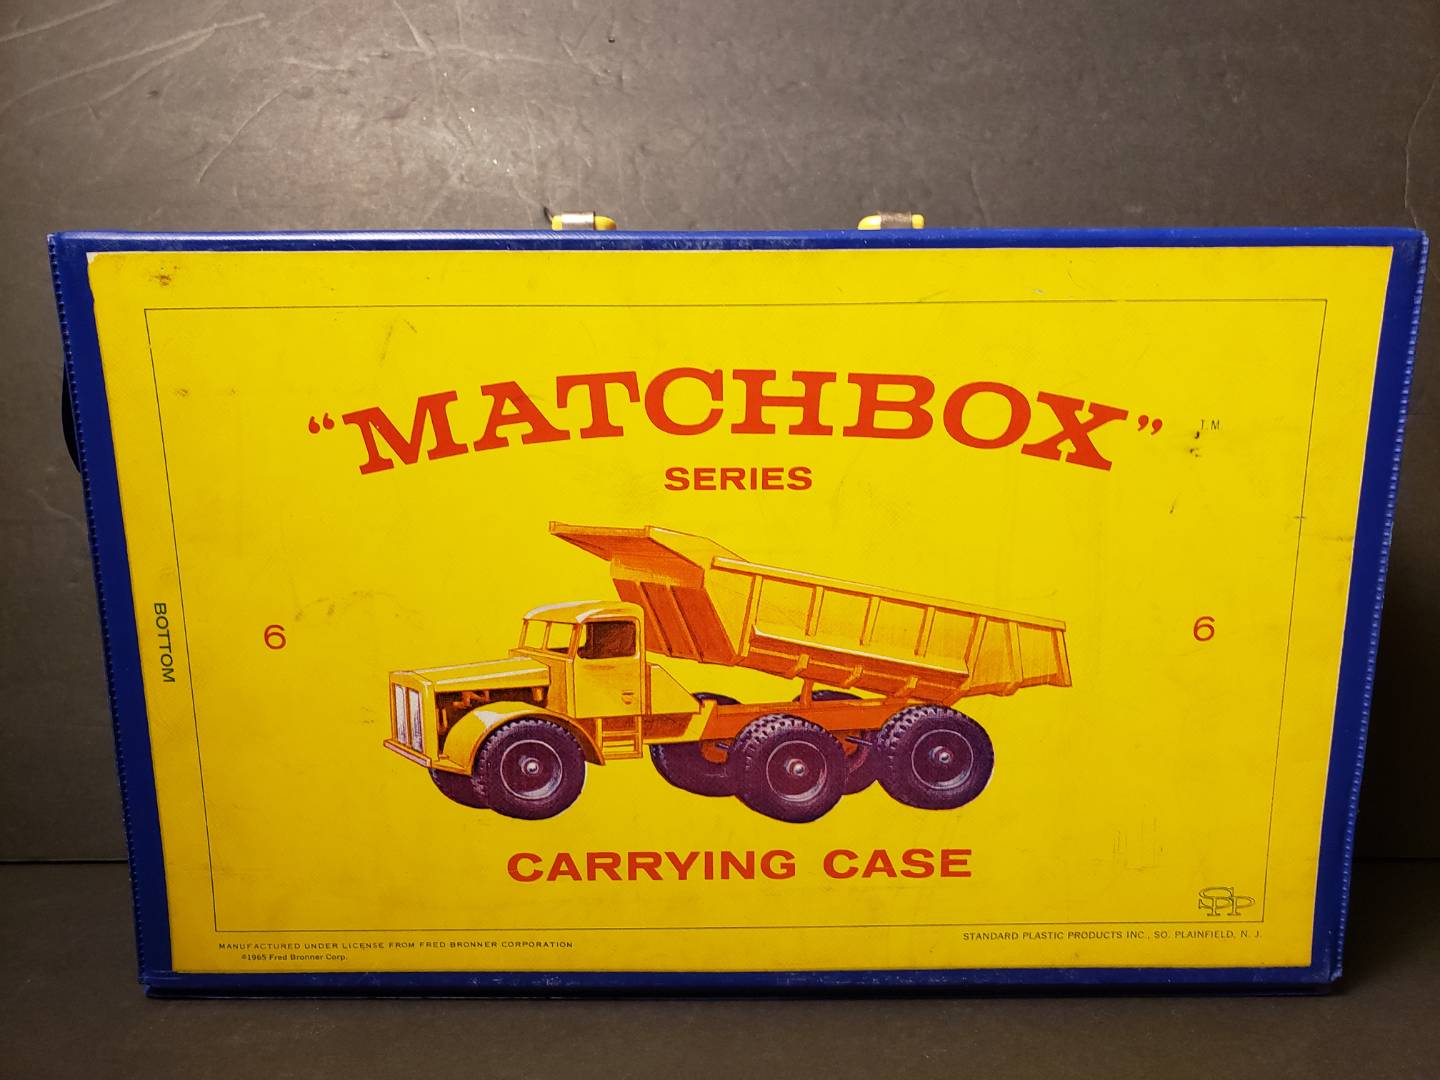 “MATCHBOX” T.M.
SERIES
6
6
BOTTOM
CARRYING CASE
SPP
MANUFACTURED UNDER LICENSE FROM FRED BRONNER CORPORATION
©1965 Fred Bronner Corp.
STANDARD PLASTIC PRODUCTS INC., SO. PLAINFIELD, N. J.